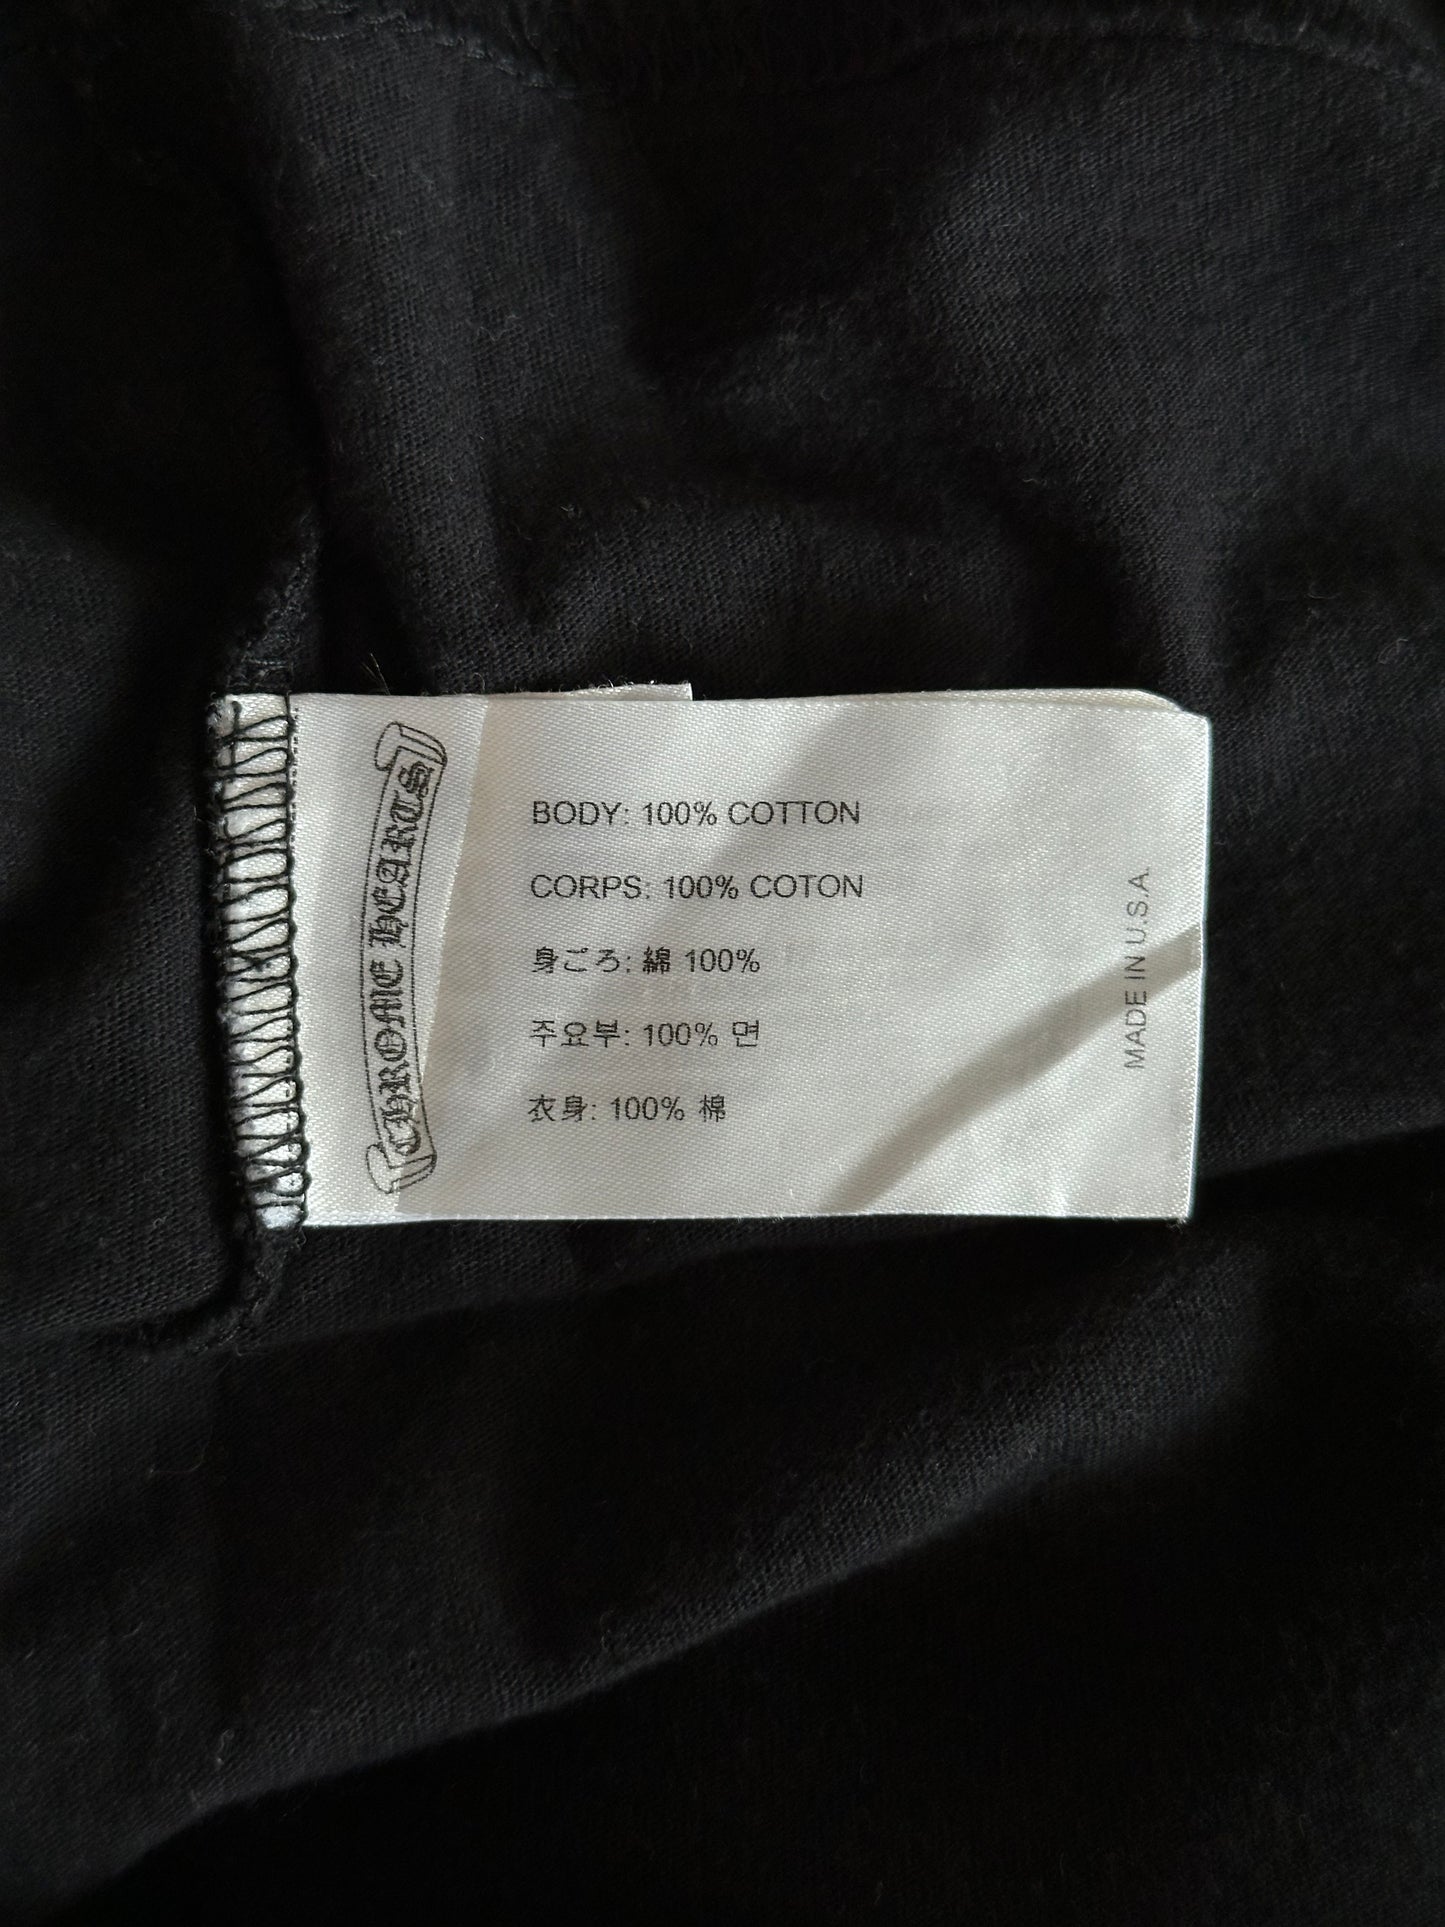 CHROME HEARTS
BODY: 100% COTTON
CORPS: 100% COTON
身ごろ: 綿 100%
주요부: 100% 면
衣身: 100% 棉
MADE IN U.S.A.